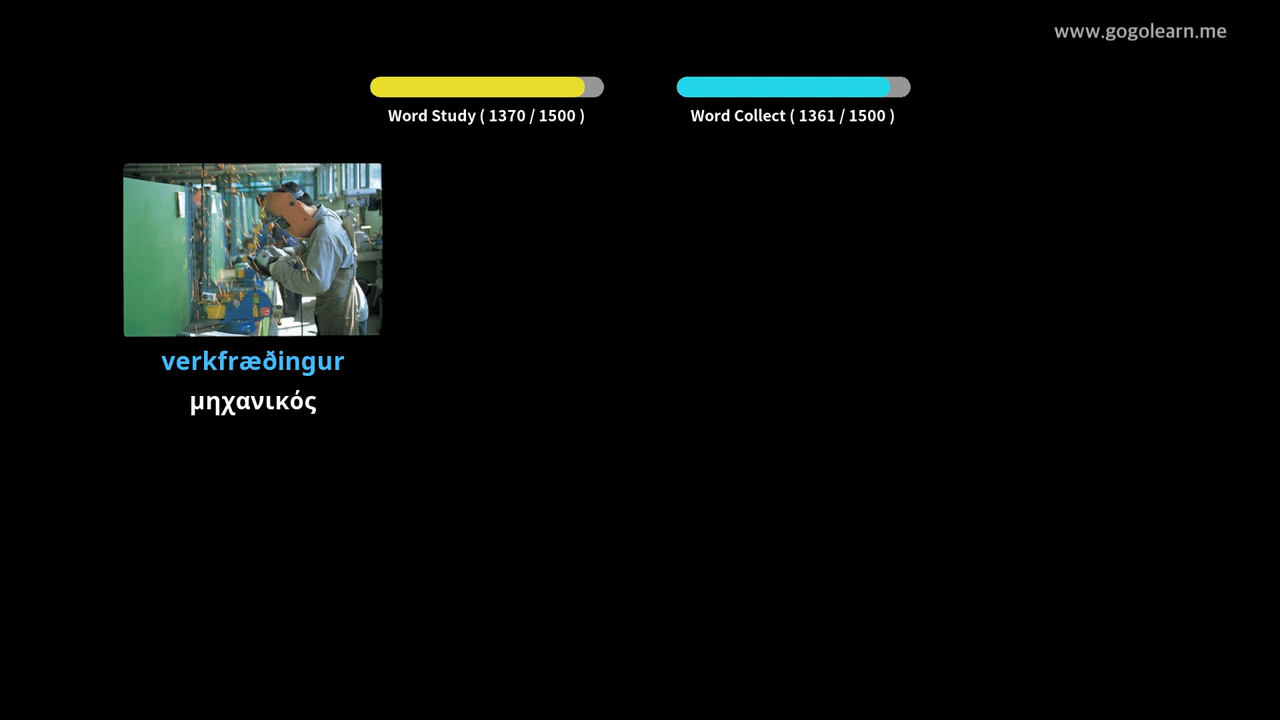 www.gogolearn.me
Word Study ( 1370 / 1500 )
Word Collect ( 1361 / 1500 )
verkfræðingur
μηχανικός